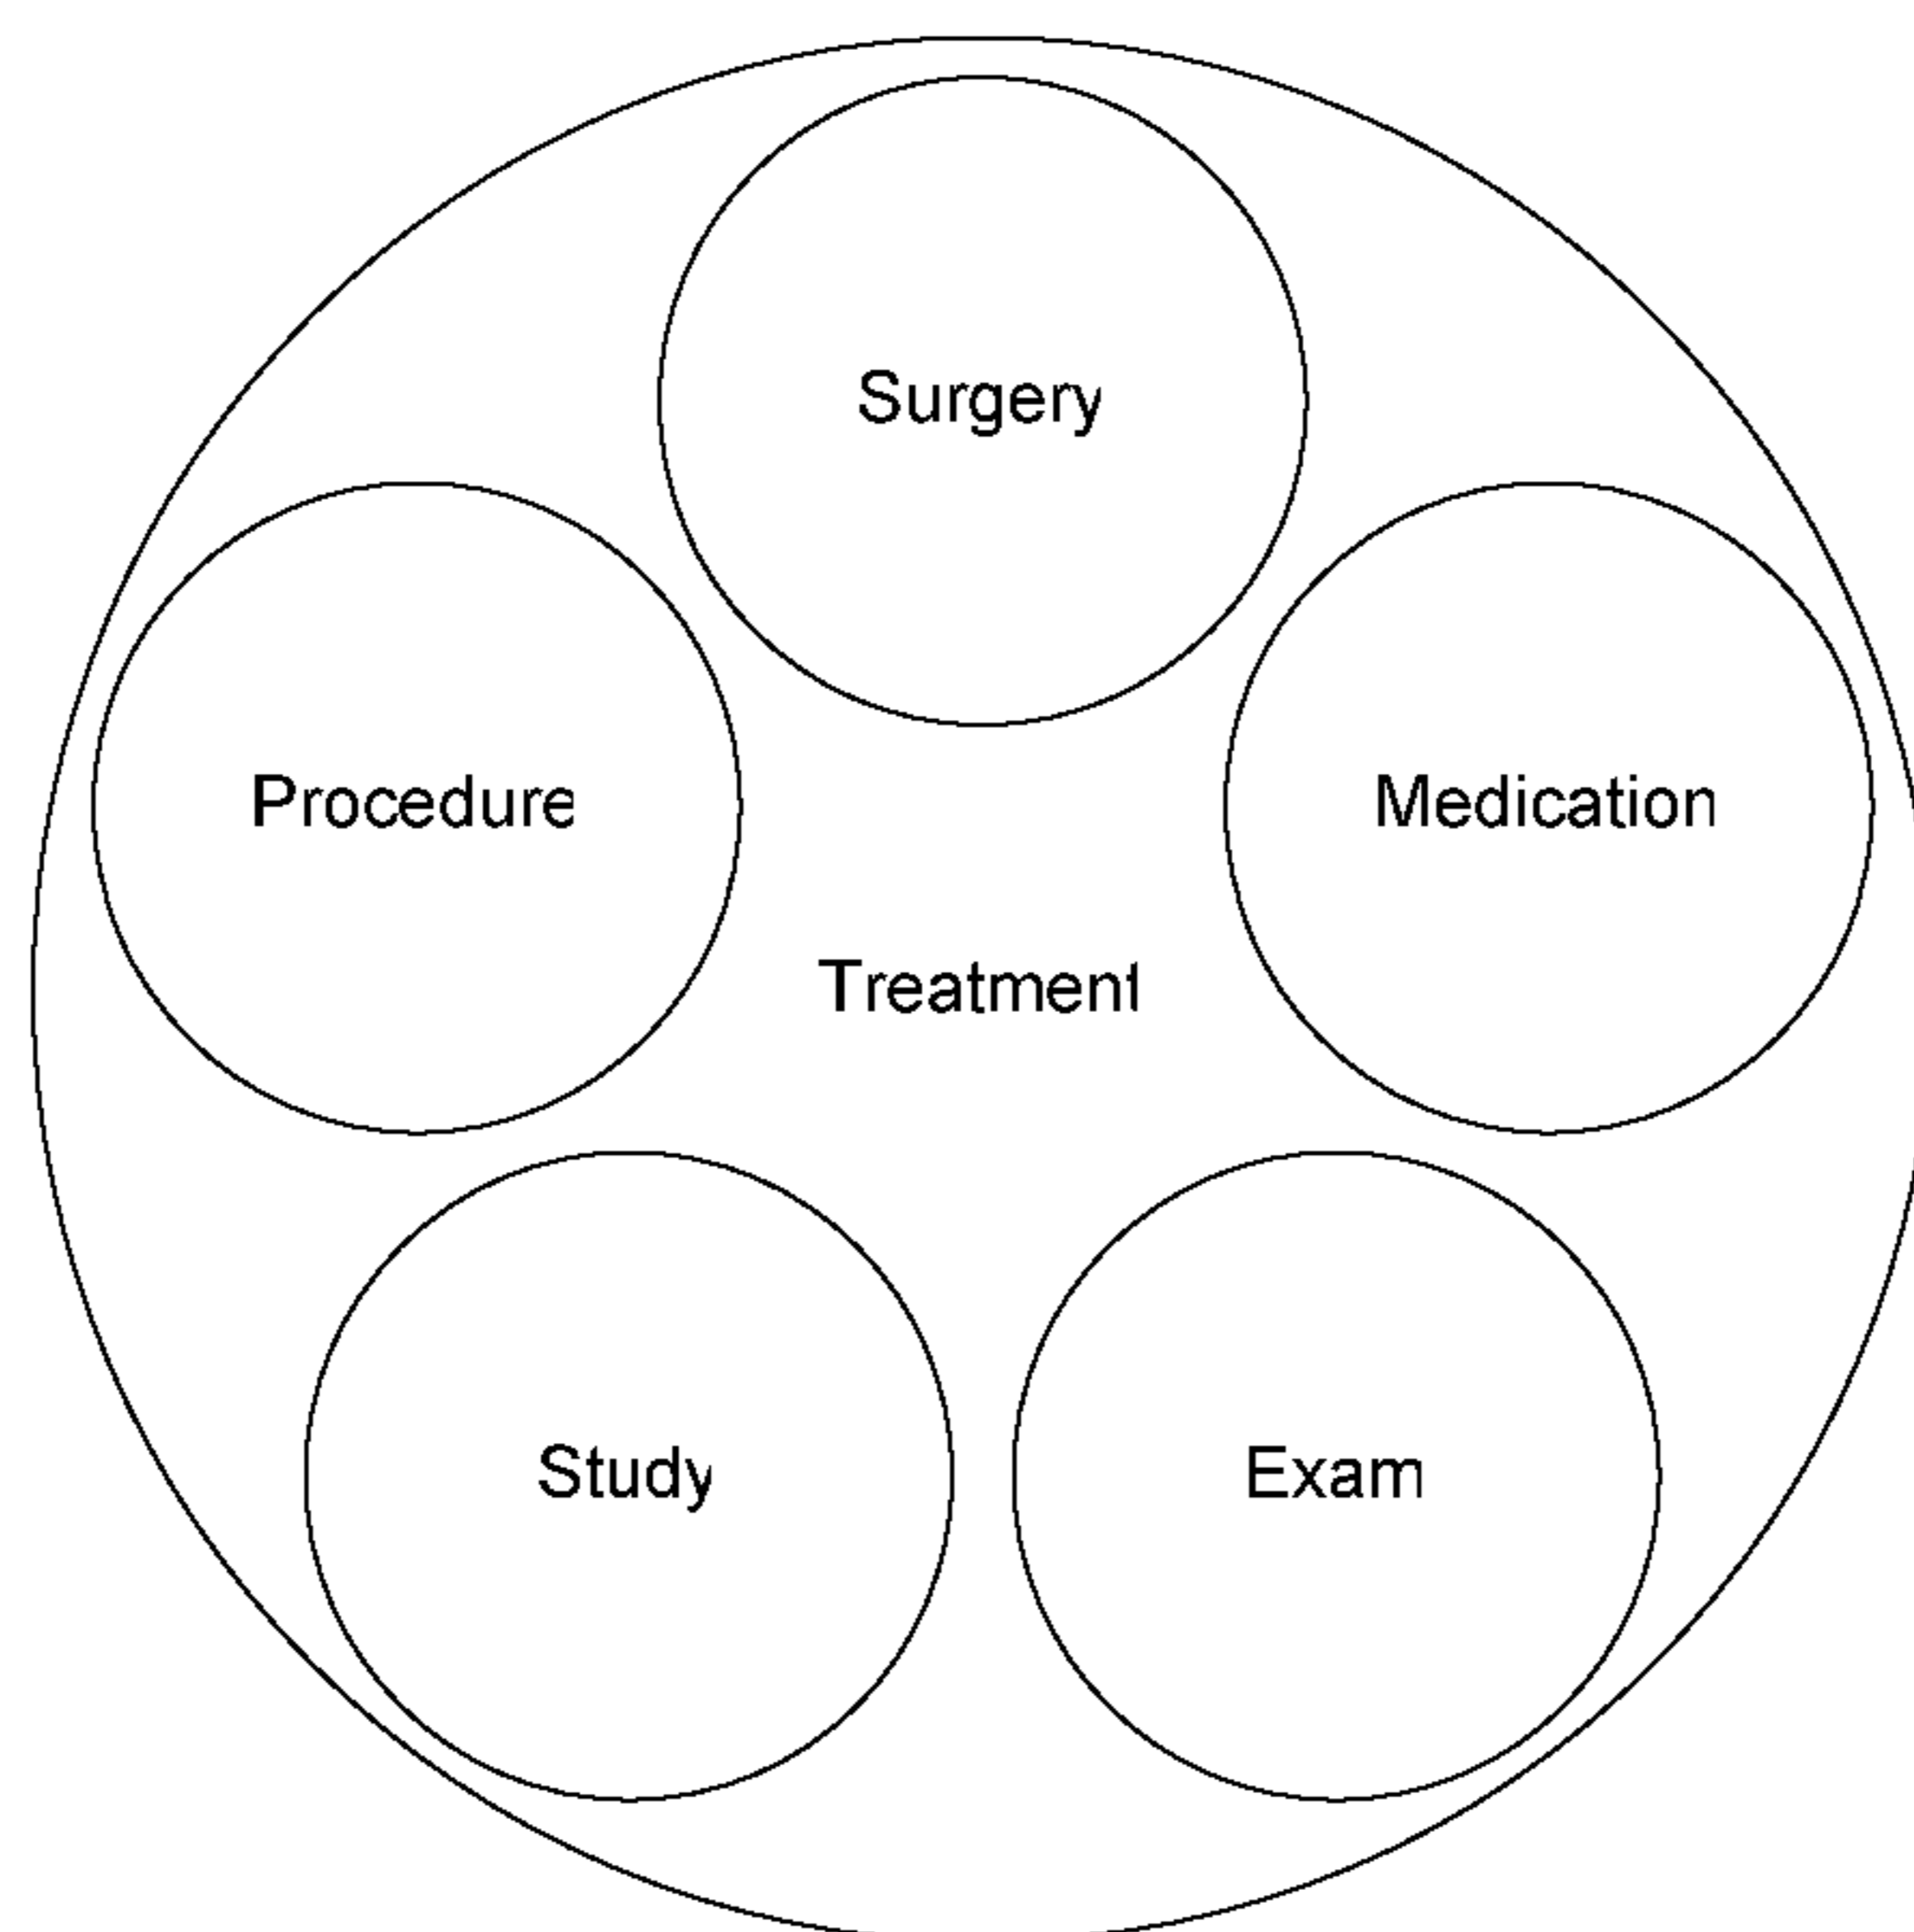 Surgery
Procedure
Medication
Treatment
Study
Exam